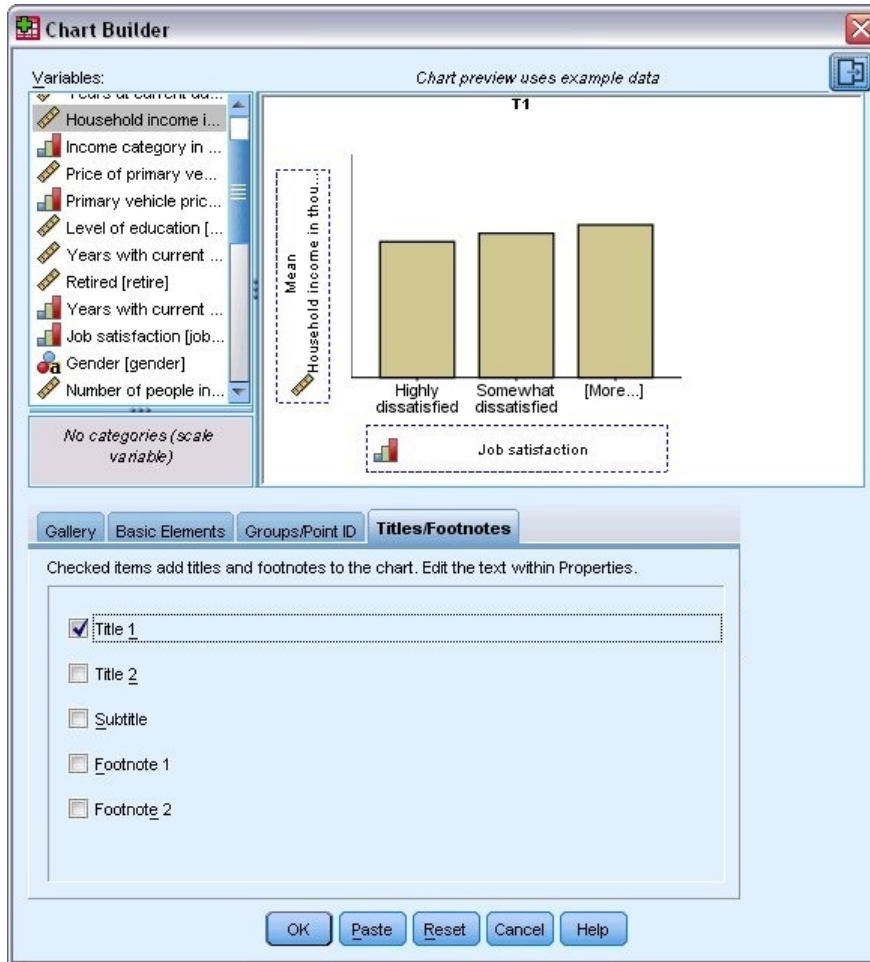 Chart Builder
Variables:
Chart preview uses example data
Household income i...
Income category in ...
Price of primary ve...
Primary vehicle pric...
Level of education [...
Years with current ...
Retired [retire]
Years with current ...
Job satisfaction [job...
Gender [gender]
Number of people in...
No categories (scale
variable)
T1
Mean
Household income in thou...
Highly
dissatisfied
Somewhat
dissatisfied
[More...]
Job satisfaction
Gallery
Basic Elements
Groups/Point ID
Titles/Footnotes
Checked items add titles and footnotes to the chart. Edit the text within Properties.
Title 1
Title 2
Subtitle
Footnote 1
Footnote 2
OK
Paste
Reset
Cancel
Help